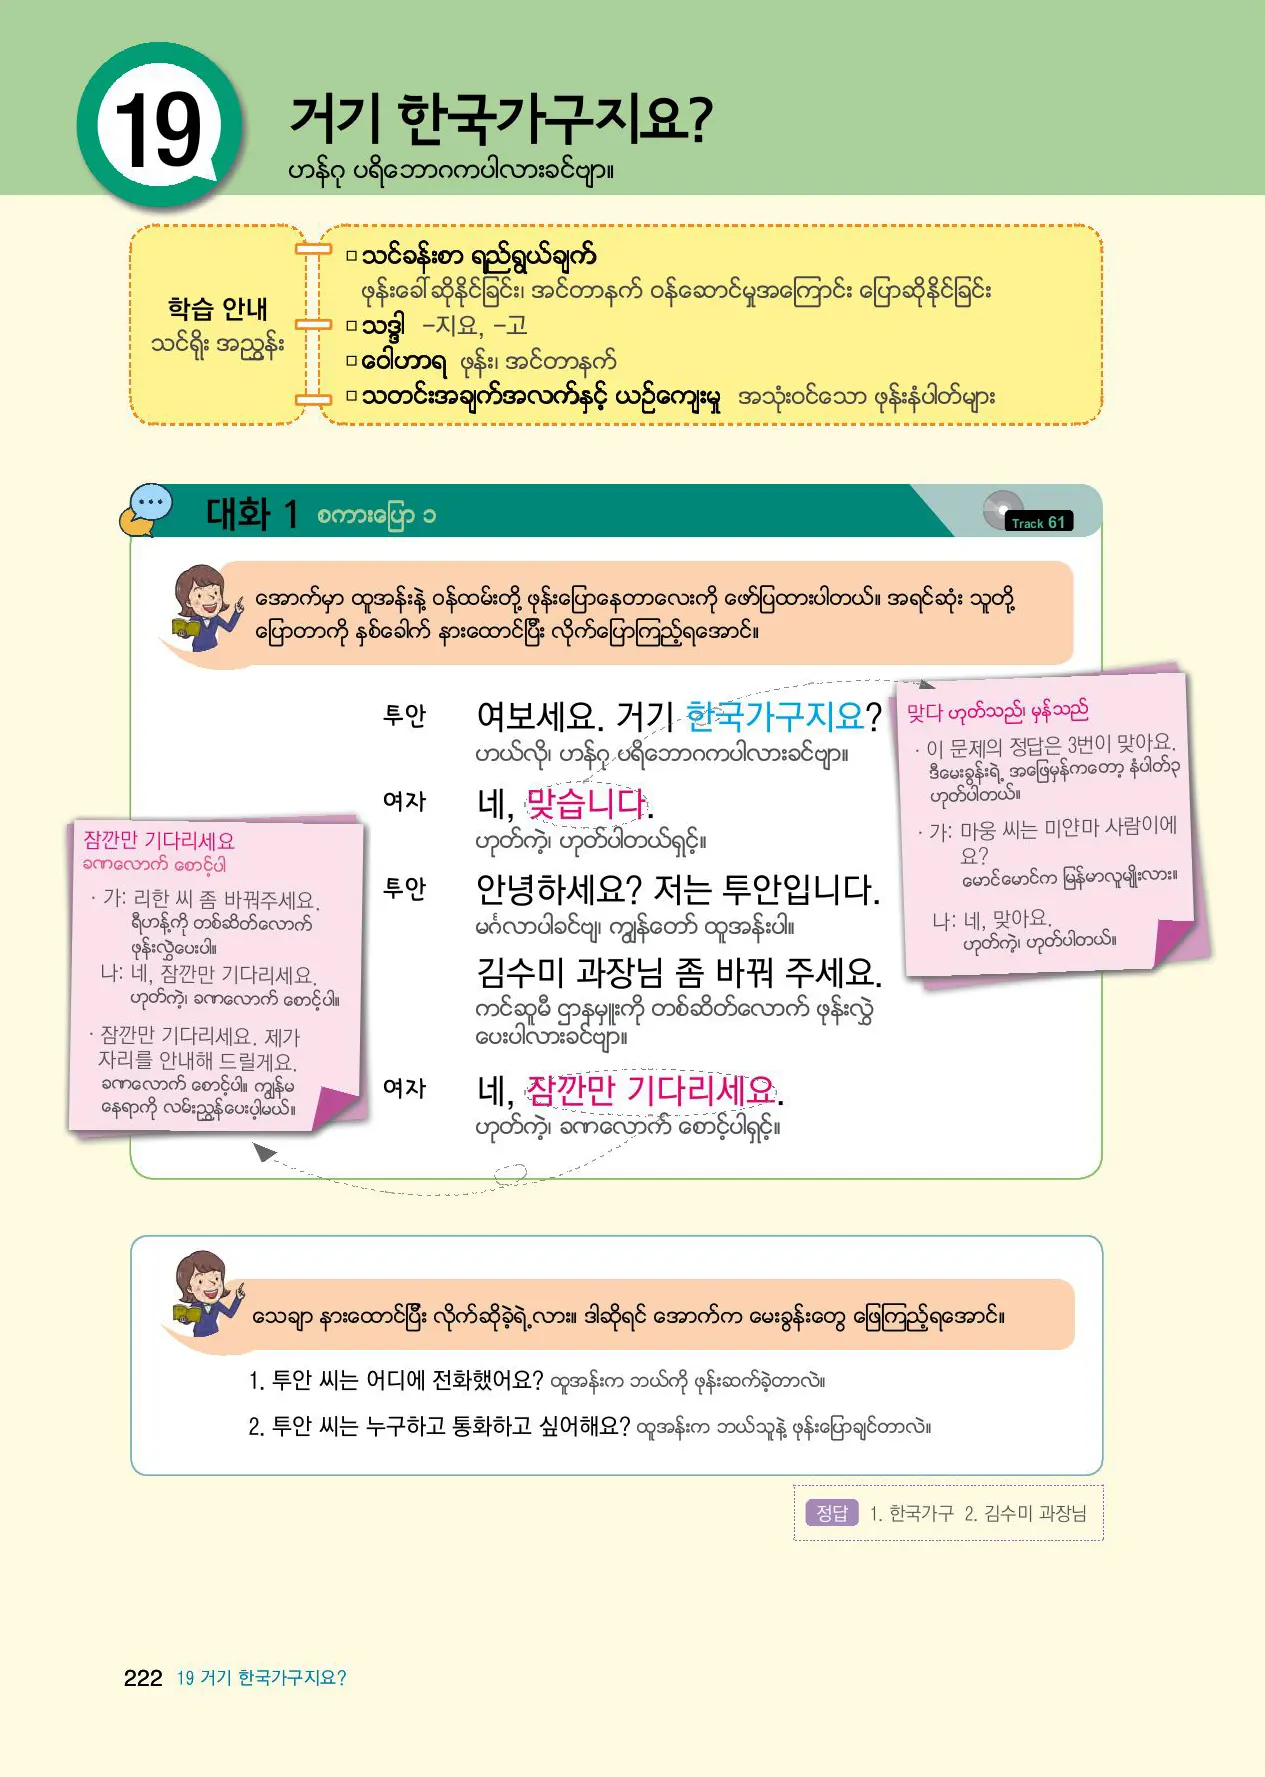 19
거기 한국가구지요?
ဟန်ဂု ပရိဘောဂကပါလားခင်ဗျာ။
学습 안내
သင်ရိုး အညွှန်း
□ သင်ခန်းစာ ရည်ရွယ်ချက်
ဖုန်းခေါ်ဆိုနိုင်ခြင်း၊ အင်တာနက် ဝန်ဆောင်မှုအကြောင်း ပြောဆိုနိုင်ခြင်း
□ သဒ္ဒါ -지요, -고
□ ဝေါဟာရ ဖုန်း၊ အင်တာနက်
□ သတင်းအချက်အလက်နှင့် ယဉ်ကျေးမှု အသုံးဝင်သော ဖုန်းနံပါတ်များ
대화 1 စကားပြော ၁
Track 61
အောက်မှာ ထူအန်းနဲ့ ဝန်ထမ်းတို့ ဖုန်းပြောနေတာလေးကို ဖော်ပြထားပါတယ်။ အရင်ဆုံး သူတို့
ပြောတာကို နှစ်ခေါက် နားထောင်ပြီး လိုက်ပြောကြည့်ရအောင်။
투안 여보세요. 거기 한국가구지요?
ဟယ်လို၊ ဟန်ဂု ပရိဘောဂကပါလားခင်ဗျာ။
여자 네, 맞습니다.
ဟုတ်ကဲ့၊ ဟုတ်ပါတယ်ရှင့်။
투안 안녕하세요? 저는 투안입니다.
မင်္ဂလာပါခင်ဗျ၊ ကျွန်တော် ထူအန်းပါ။
김수미 과장님 좀 바꿔 주세요.
ကင်ဆူမီ ဌာနမှူးကို တစ်ဆိတ်လောက် ဖုန်းလွှဲ
ပေးပါလားခင်ဗျာ။
여자 네, 잠깐만 기다리세요.
ဟုတ်ကဲ့၊ ခဏလောက် စောင့်ပါရှင့်။
맞다 ဟုတ်သည်၊ မှန်သည်
· 이 문제의 정답은 3번이 맞아요.
ဒီမေးခွန်းရဲ့ အဖြေမှန်ကတော့ နံပါတ်၃
ဟုတ်ပါတယ်။
· 가: 마웅 씨는 미얀마 사람이에
요?
မောင်မောင်က မြန်မာလူမျိုးလား။
나: 네, 맞아요.
ဟုတ်ကဲ့၊ ဟုတ်ပါတယ်။
잠깐만 기다리세요
ခဏလောက် စောင့်ပါ
· 가: 리한 씨 좀 바꿔주세요.
ရီဟန့်ကို တစ်ဆိတ်လောက်
ဖုန်းလွှဲပေးပါ။
나: 네, 잠깐만 기다리세요.
ဟုတ်ကဲ့၊ ခဏလောက် စောင့်ပါ။
· 잠깐만 기다리세요. 제가
자리를 안내해 드릴게요.
ခဏလောက် စောင့်ပါ။ ကျွန်မ
နေရာကို လမ်းညွှန်ပေးပါ့မယ်။
သေချာ နားထောင်ပြီး လိုက်ဆိုခဲ့ရဲ့လား။ ဒါဆိုရင် အောက်က မေးခွန်းတွေ ဖြေကြည့်ရအောင်။
1. 투안 씨는 어디에 전화했어요? ထူအန်းက ဘယ်ကို ဖုန်းဆက်ခဲ့တာလဲ။
2. 투안 씨는 누구하고 통화하고 싶어해요? ထူအန်းက ဘယ်သူနဲ့ ဖုန်းပြောချင်တာလဲ။
정답 1. 한국가구 2. 김수미 과장님
222 19 거기 한국가구지요?